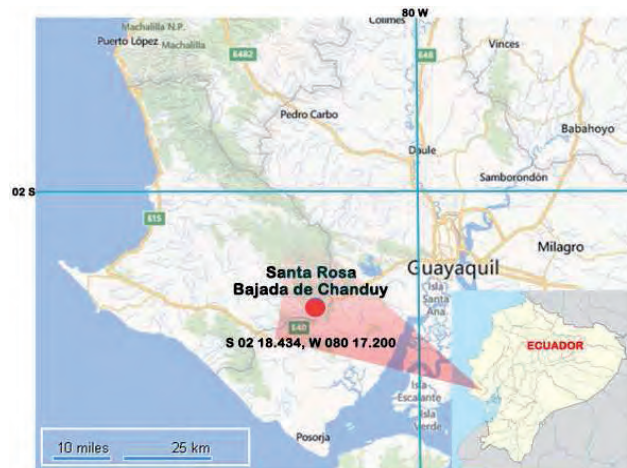 80 W
Machalilla N.P.
Machalilla
Puerto López
E482
Colimes
E48
Vinces
Pedro Carbo
Babahoyo
Daule
Samborondón
02 S
E15
Milagro
Santa Rosa
Bajada de Chanduy
Guayaquil
Isla
Santa
Ana
E40
S 02 18.434, W 080 17.200
ECUADOR
Isla
Escalante
Isla
Verde
Posorja
10 miles
25 km